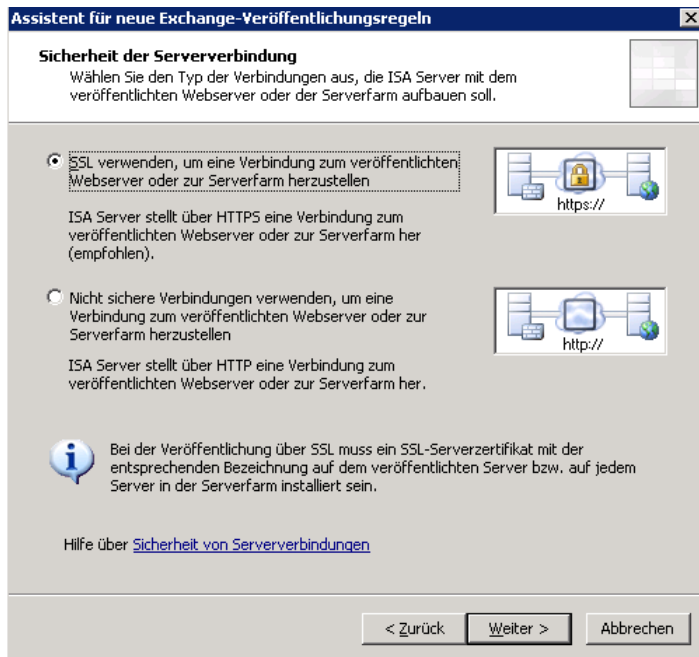 Assistent für neue Exchange-Veröffentlichungsregeln
Sicherheit der Serververbindung
Wählen Sie den Typ der Verbindungen aus, die ISA Server mit dem
veröffentlichten Webserver oder der Serverfarm aufbauen soll.
SSL verwenden, um eine Verbindung zum veröffentlichten
Webserver oder zur Serverfarm herzustellen
https://
ISA Server stellt über HTTPS eine Verbindung zum
veröffentlichten Webserver oder zur Serverfarm her
(empfohlen).
Nicht sichere Verbindungen verwenden, um eine
Verbindung zum veröffentlichten Webserver oder zur
Serverfarm herzustellen
http://
ISA Server stellt über HTTP eine Verbindung zum
veröffentlichten Webserver oder zur Serverfarm her.
Bei der Veröffentlichung über SSL muss ein SSL-Serverzertifikat mit der
entsprechenden Bezeichnung auf dem veröffentlichten Server bzw. auf jedem
Server in der Serverfarm installiert sein.
Hilfe über Sicherheit von Serververbindungen
< Zurück Weiter > Abbrechen